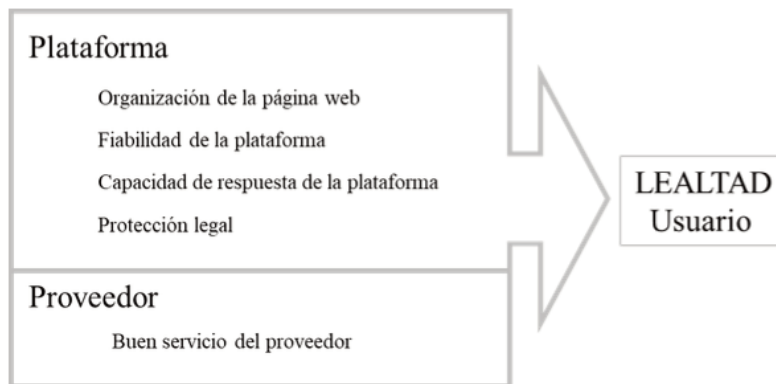 Plataforma
Organización de la página web
Fiabilidad de la plataforma
Capacidad de respuesta de la plataforma
Protección legal
LEALTAD
Usuario
Proveedor
Buen servicio del proveedor